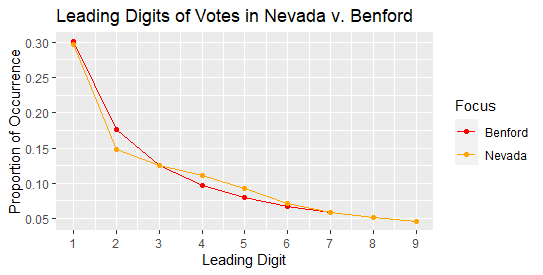 Leading Digits of Votes in Nevada v. Benford
Proportion of Occurrence
0.30
0.25
0.20
0.15
0.10
0.05
1 2 3 4 5 6 7 8 9
Leading Digit
Focus
Benford
Nevada